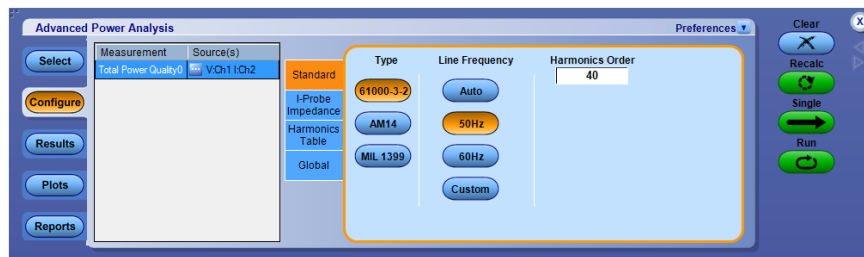 Advanced Power Analysis
Preferences
Clear
X
Select
Configure
Results
Plots
Reports
Measurement Source(s)
Total Power Quality0 V:Ch1 I:Ch2
Standard
I-Probe
Impedance
Harmonics
Table
Global
Type
61000-3-2
AM14
MIL 1399
Line Frequency
Auto
50Hz
60Hz
Custom
Harmonics Order
40
Recalc
Single
Run